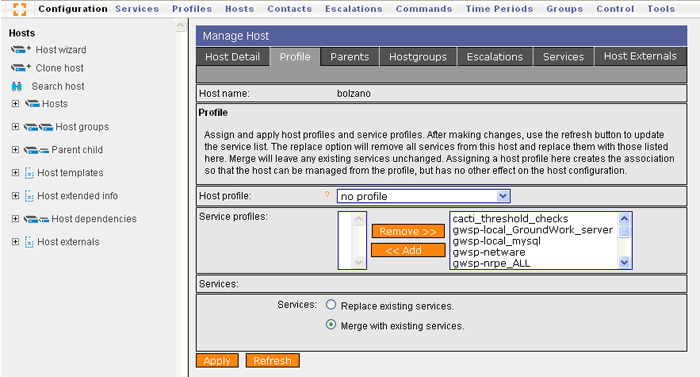 Configuration Services Profiles Hosts Contacts Escalations Commands Time Periods Groups Control Tools
Hosts
Host wizard
Clone host
Search host
Hosts
Host groups
Parent child
Host templates
Host extended info
Host dependencies
Host externals
Manage Host
Host Detail Profile Parents Hostgroups Escalations Services Host Externals
Host name: bolzano
Profile
Assign and apply host profiles and service profiles. After making changes, use the refresh button to update
the service list. The replace option will remove all services from this host and replace them with those listed
here. Merge will leave any existing services unchanged. Assigning a host profile here creates the association
so that the host can be managed from the profile, but has no other effect on the host configuration.
Host profile: ? no profile
Service profiles:
Remove >>
<< Add
cacti_threshold_checks
gwsp-local_GroundWork_server
gwsp-local_mysql
gwsp-netware
gwsp-nrpe_ALL
Services:
Services: Replace existing services.
Merge with existing services.
Apply Refresh